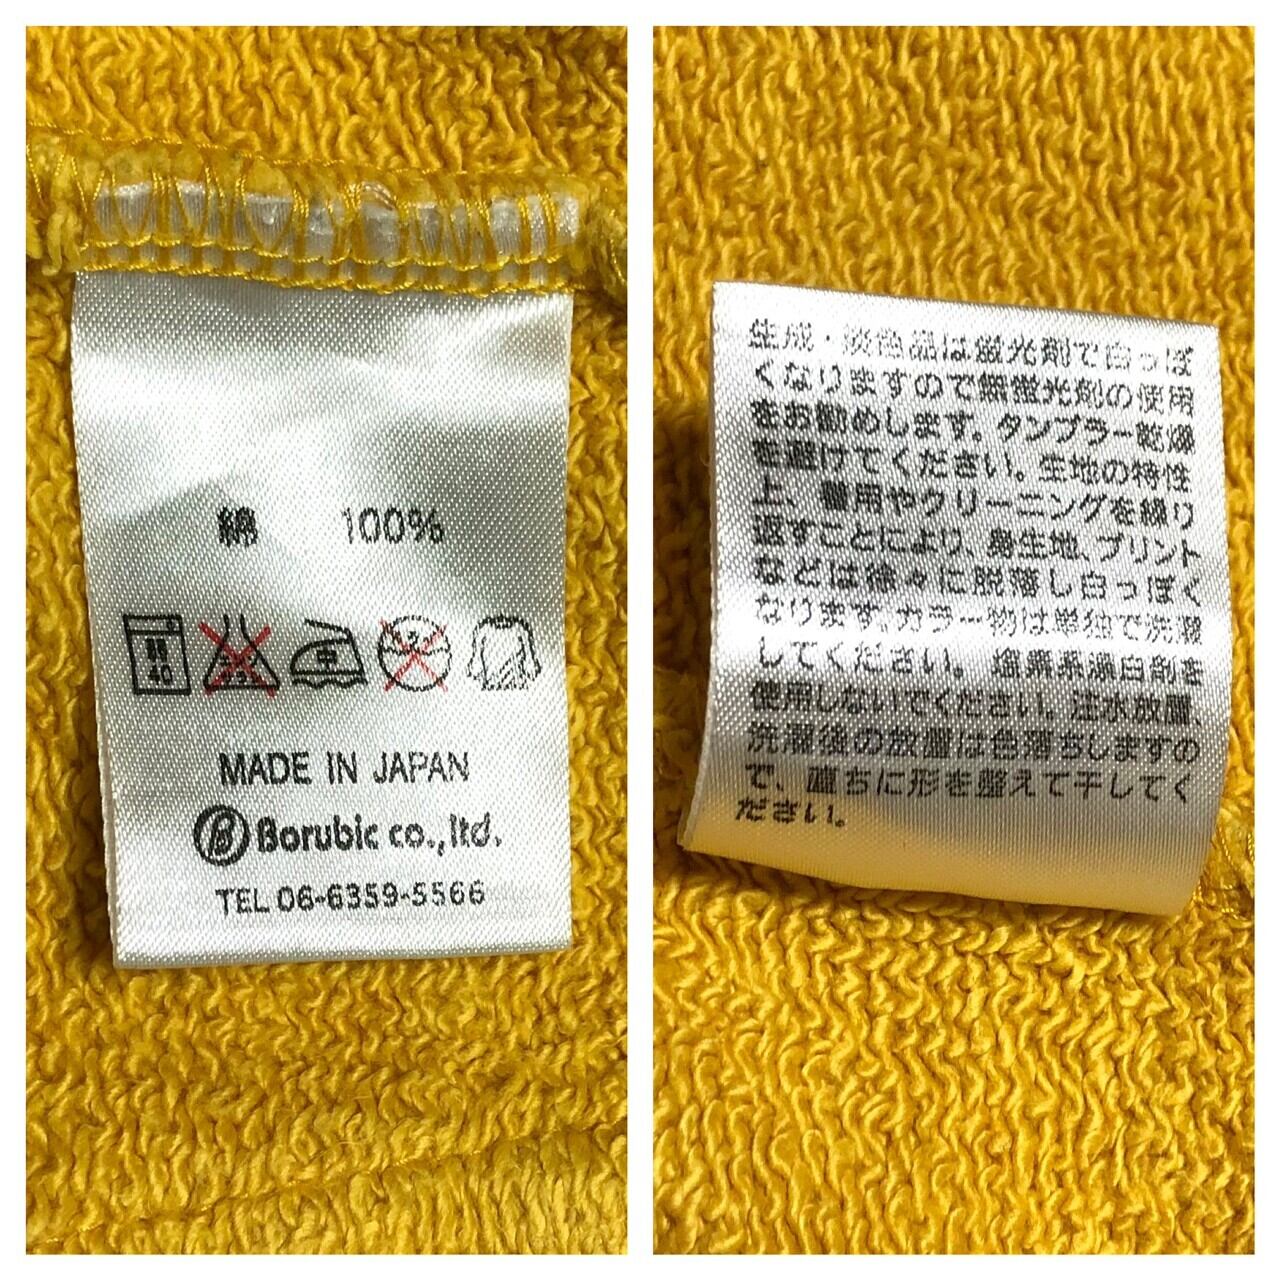 綿 100%
40
中
MADE IN JAPAN
B Borubic co.,ltd.
TEL 06-6359-5566
生成・淡色品は蛍光剤で白っぽ
くなりますので無蛍光剤の使用
をお勧めします。タンブラー乾燥
を避けてください。生地の特性
上、着用やクリーニングを繰り
返すことにより、身生地、プリント
などは徐々に脱落し白っぽく
なります。カラー物は単独で洗濯
してください。塩素系漂白剤を
使用しないでください。注水放置、
洗濯後の放置は色落ちしますの
で、直ちに形を整えて干してく
ださい。